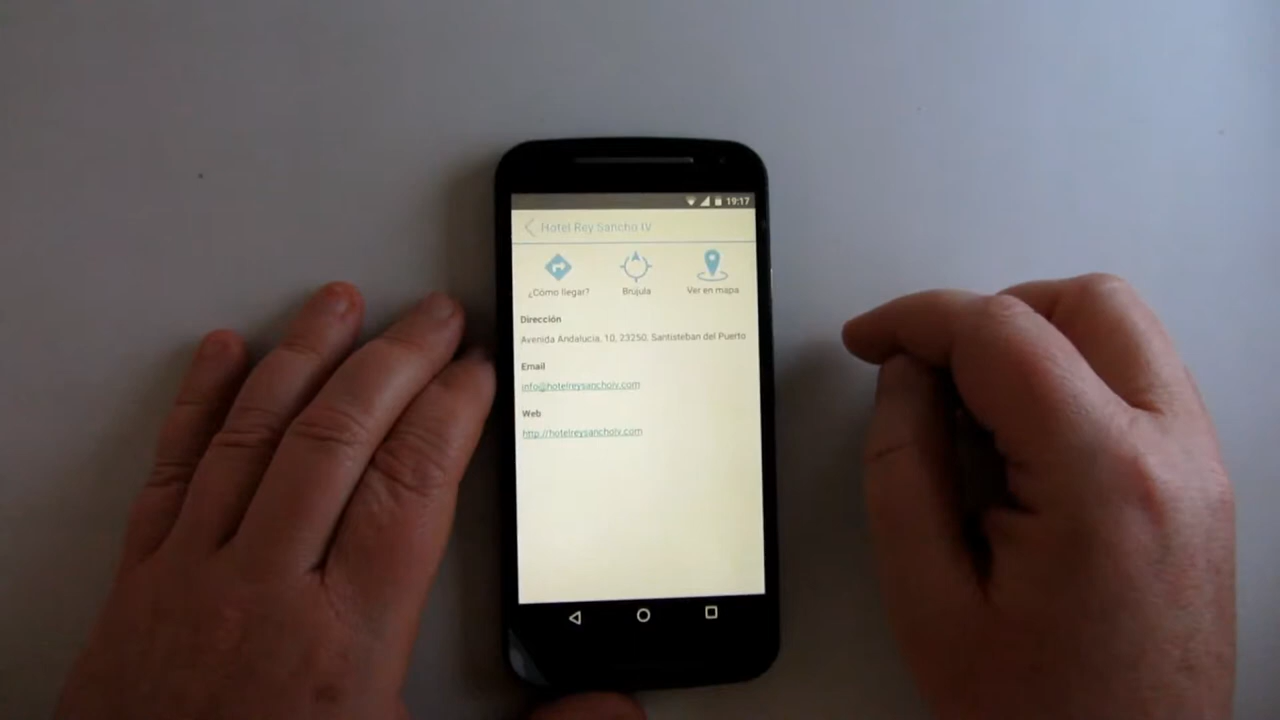 19:17
Hotel Rey Sancho IV
¿Cómo llegar? Brújula Ver en mapa
Dirección
Avenida Andalucía, 10, 23250, Santisteban del Puerto
Email
info@hotelreysanchoiv.com
Web
http://hotelreysanchoiv.com